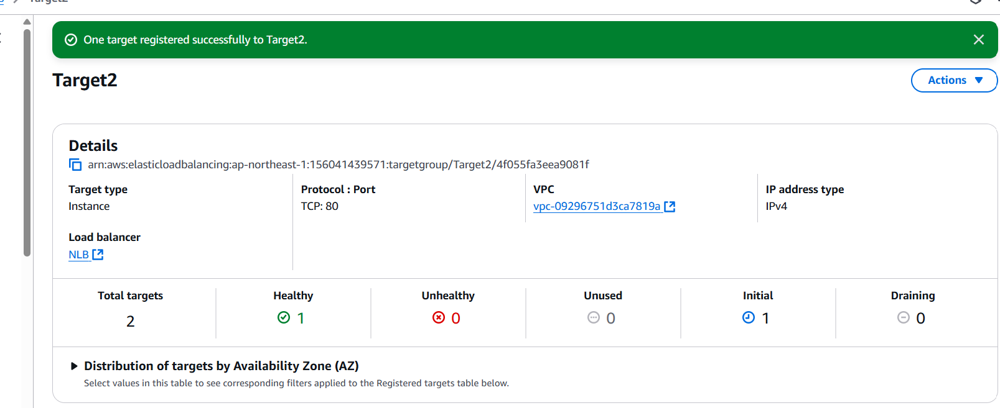 Target2
One target registered successfully to Target2.
Target2
Actions
Details
arn:aws:elasticloadbalancing:ap-northeast-1:156041439571:targetgroup/Target2/4f055fa3eea9081f
Target type
Instance
Protocol : Port
TCP: 80
VPC
vpc-09296751d3ca7819a
IP address type
IPv4
Load balancer
NLB
Total targets
2
Healthy
1
Unhealthy
0
Unused
0
Initial
1
Draining
0
Distribution of targets by Availability Zone (AZ)
Select values in this table to see corresponding filters applied to the Registered targets table below.